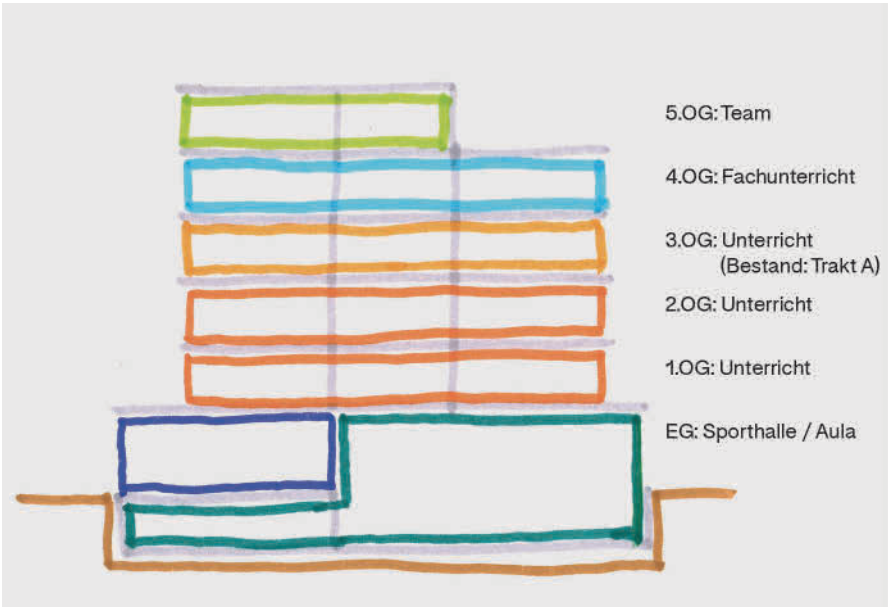 5.OG: Team
4.OG: Fachunterricht
3.OG: Unterricht
(Bestand: Trakt A)
2.OG: Unterricht
1.OG: Unterricht
EG: Sporthalle / Aula